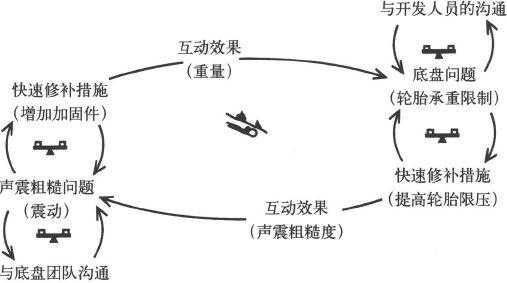 与开发人员的沟通
互动效果
(重量)
底盘问题
(轮胎承重限制)
快速修补措施
(增加加固件)
快速修补措施
(提高轮胎限压)
声震粗糙问题
(震动)
互动效果
(声震粗糙度)
与底盘团队沟通